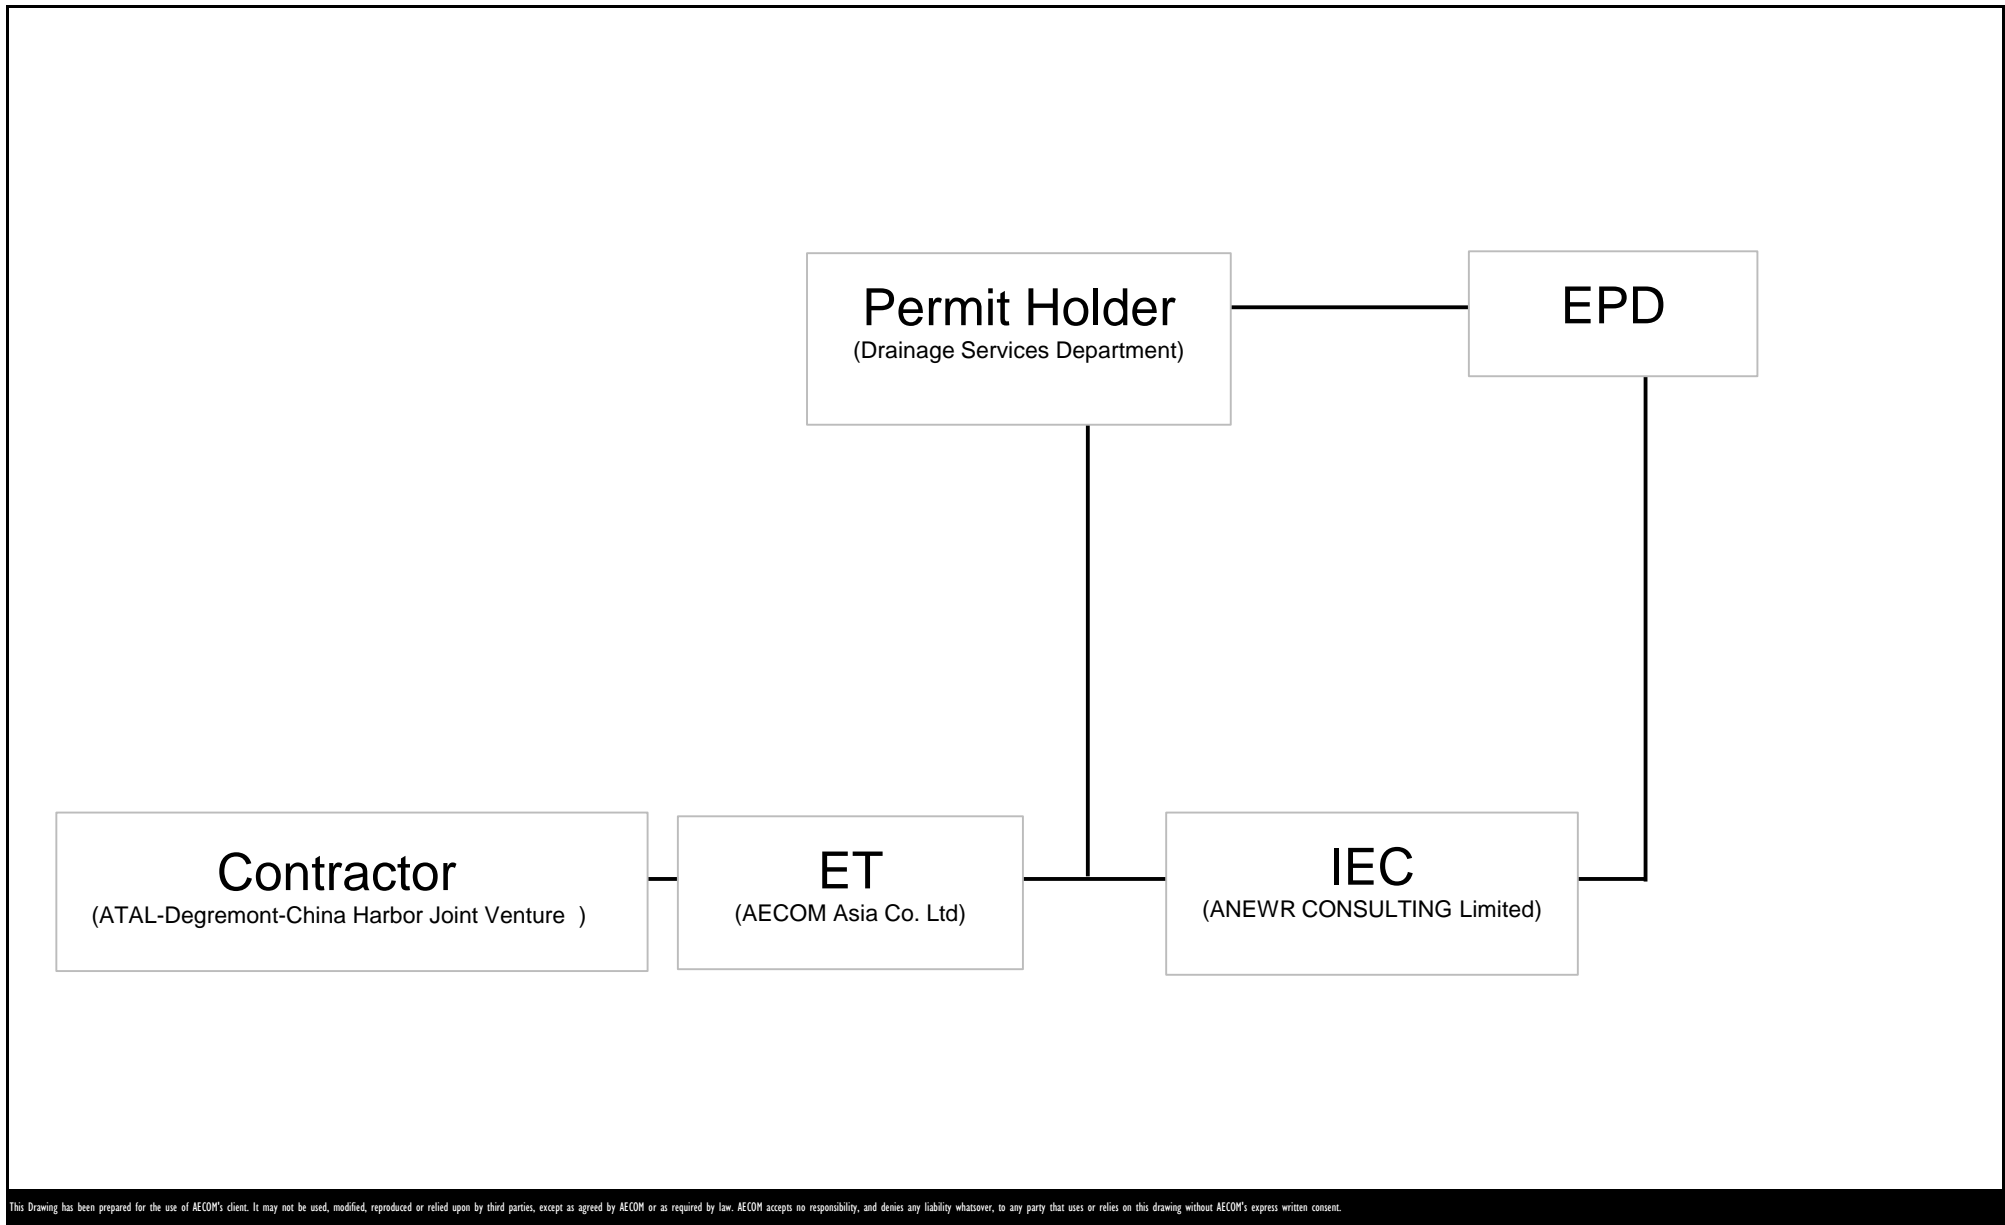 Permit Holder
(Drainage Services Department)
EPD
Contractor
(ATAL-Degremont-China Harbor Joint Venture )
ET
(AECOM Asia Co. Ltd)
IEC
(ANEWR CONSULTING Limited)
This Drawing has been prepared for the use of AECOM's client. It may not be used, modified, reproduced or relied upon by third parties, except as agreed by AECOM or as required by law. AECOM accepts no responsibility, and denies any liability whatsover, to any party that uses or relies on this drawing without AECOM's express written consent.